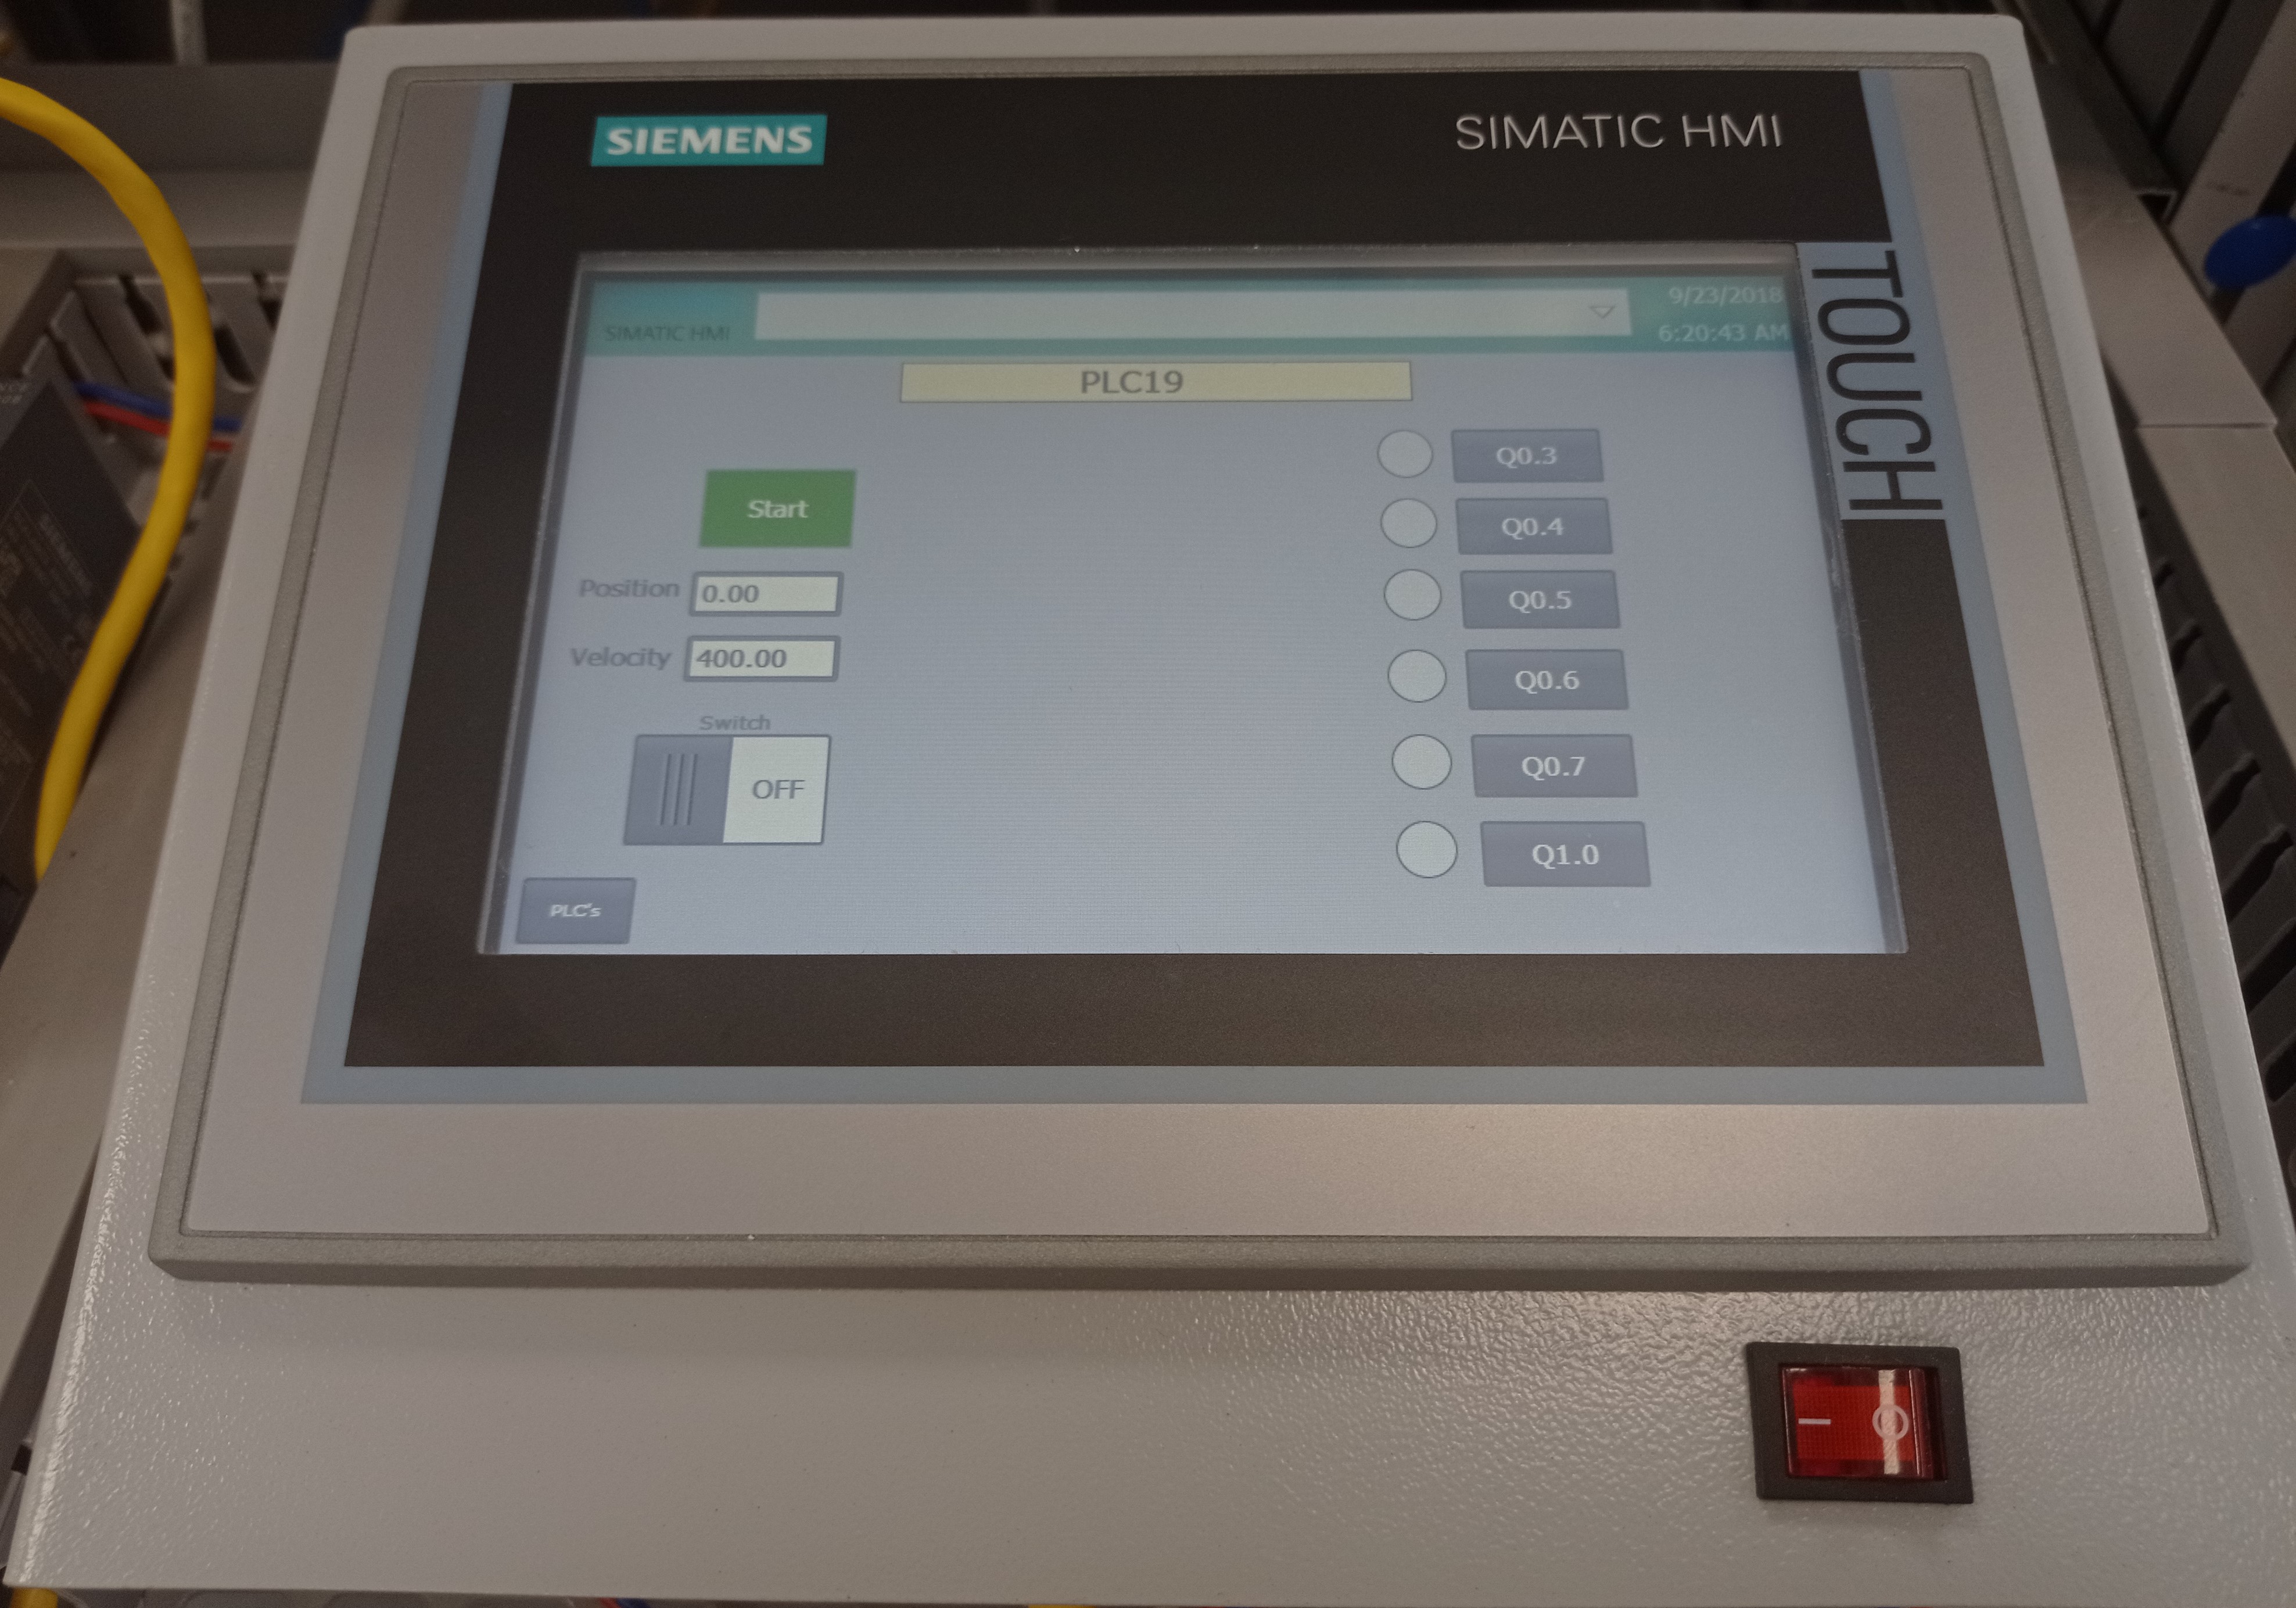 SIEMENS
SIMATIC HMI
TOUCH
SIMATIC HMI
9/23/2018
6:20:43 AM
PLC19
Start
Position 0.00
Velocity 400.00
Switch
OFF
PLC's
Q0.3
Q0.4
Q0.5
Q0.6
Q0.7
Q1.0